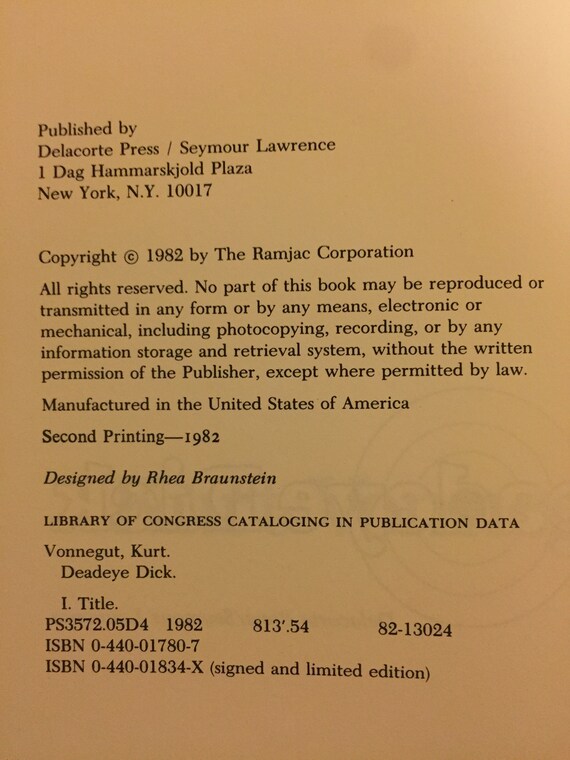 Published by
Delacorte Press / Seymour Lawrence
1 Dag Hammarskjold Plaza
New York, N.Y. 10017
Copyright © 1982 by The Ramjac Corporation
All rights reserved. No part of this book may be reproduced or
transmitted in any form or by any means, electronic or
mechanical, including photocopying, recording, or by any
information storage and retrieval system, without the written
permission of the Publisher, except where permitted by law.
Manufactured in the United States of America
Second Printing—1982
Designed by Rhea Braunstein
LIBRARY OF CONGRESS CATALOGING IN PUBLICATION DATA
Vonnegut, Kurt.
Deadeye Dick.
I. Title.
PS3572.05D4 1982 813'.54 82-13024
ISBN 0-440-01780-7
ISBN 0-440-01834-X (signed and limited edition)